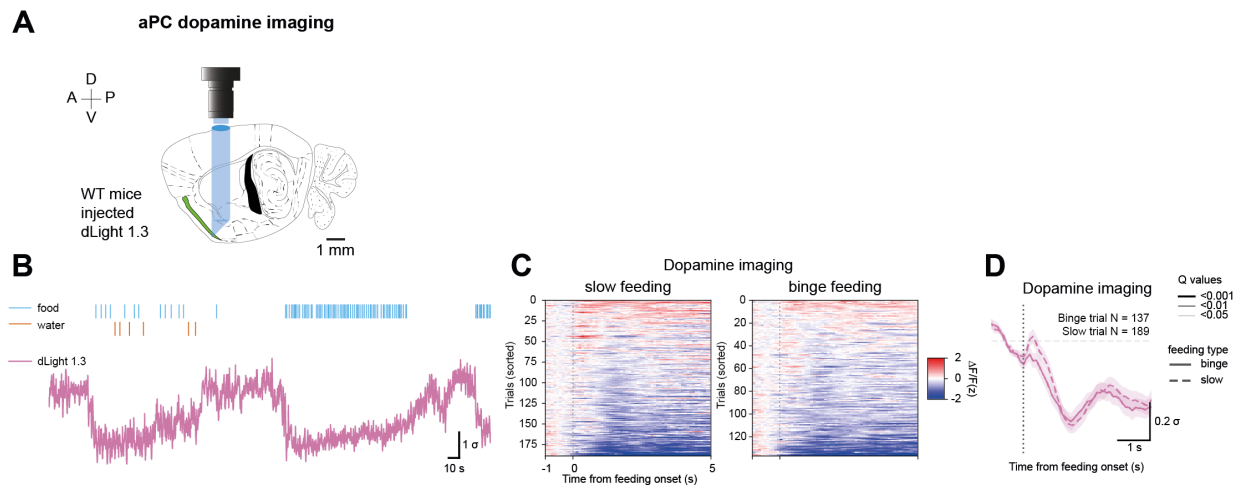 A
aPC dopamine imaging
D
A P
V
WT mice
injected
dLight 1.3
1 mm
B
food
water
dLight 1.3
1 σ
10 s
C
Dopamine imaging
slow feeding
binge feeding
Trials (sorted)
0
25
50
75
100
125
150
175
-1 0 5
Time from feeding onset (s)
Trials (sorted)
0
20
40
60
80
100
120
2
0
-2
ΔF/F(z)
D
Dopamine imaging
Binge trial N = 137
Slow trial N = 189
Q values
<0.001
<0.01
<0.05
feeding type
binge
slow
0.2 σ
1 s
Time from feeding onset (s)